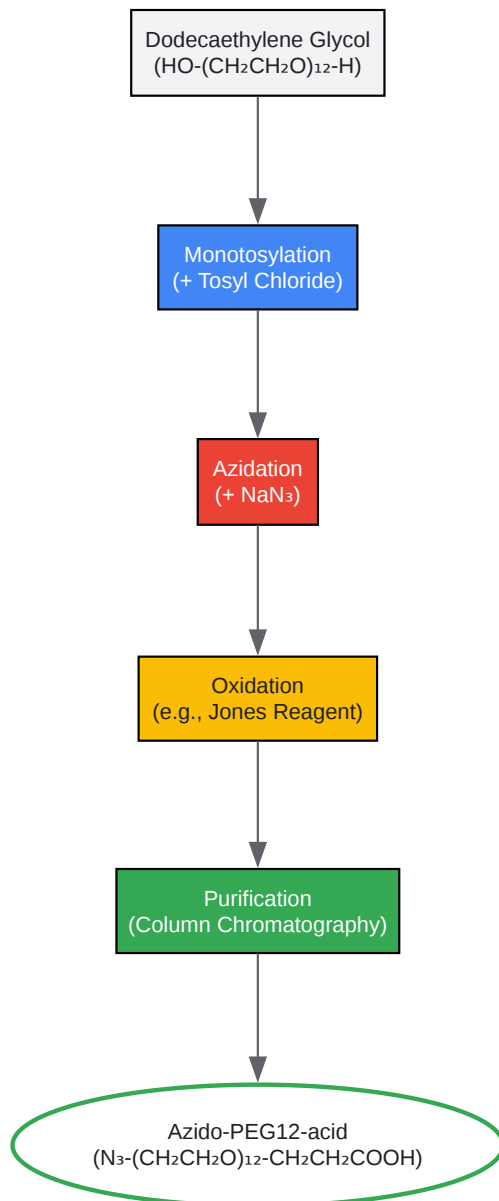 Dodecaethylene Glycol
(HO-(CH₂CH₂O)₁₂-H)
Monotosylation
(+ Tosyl Chloride)
Azidation
(+ NaN₃)
Oxidation
(e.g., Jones Reagent)
Purification
(Column Chromatography)
Azido-PEG12-acid
(N₃-(CH₂CH₂O)₁₂-CH₂CH₂COOH)